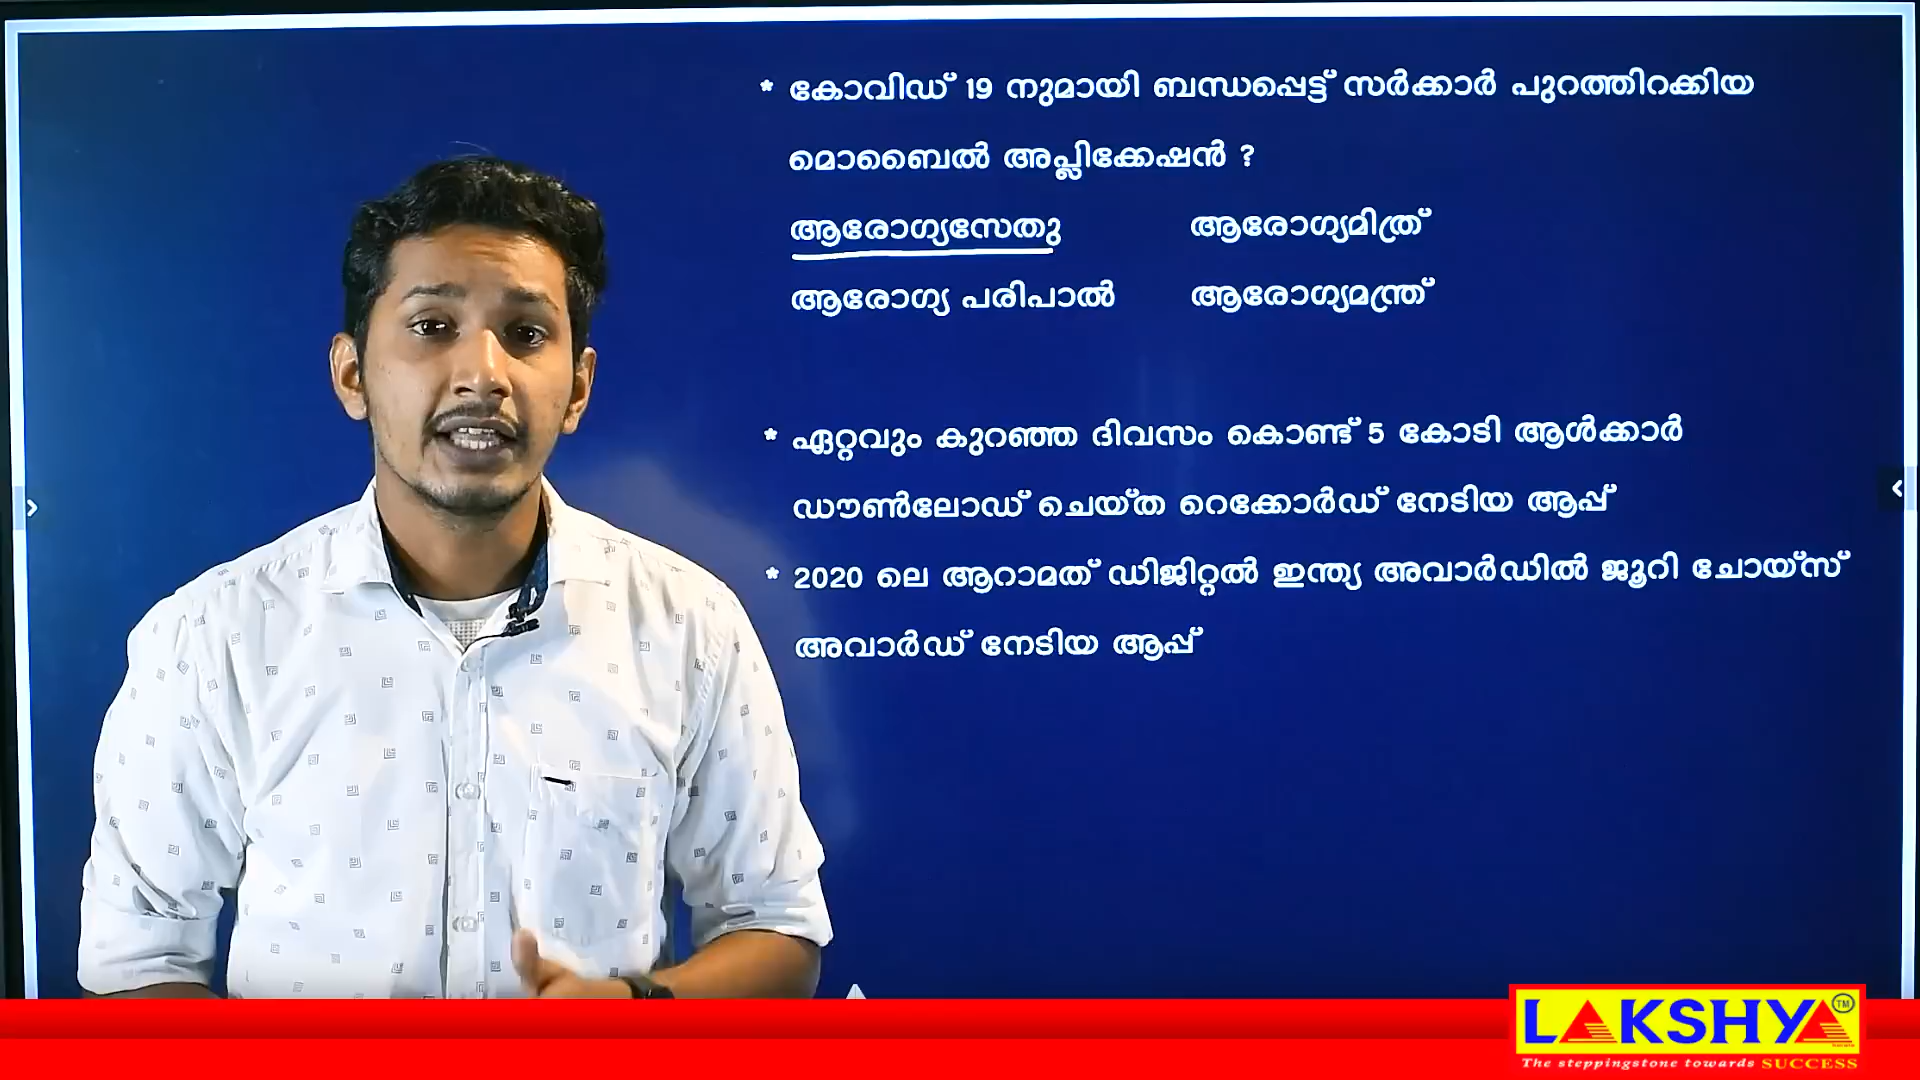 * കോവിഡ് 19 നുമായി ബന്ധപ്പെട്ട് സർക്കാർ പുറത്തിറക്കിയ
മൊബൈൽ അപ്ലിക്കേഷൻ ?
ആരോഗ്യസേതു ആരോഗ്യമിത്ര്
ആരോഗ്യ പരിപാൽ ആരോഗ്യമന്ത്ര്
* ഏറ്റവും കുറഞ്ഞ ദിവസം കൊണ്ട് 5 കോടി ആൾക്കാർ
ഡൗൺലോഡ് ചെയ്ത റെക്കോർഡ് നേടിയ ആപ്പ്
* 2020 ലെ ആറാമത് ഡിജിറ്റൽ ഇന്ത്യ അവാർഡിൽ ജൂറി ചോയ്സ്
അവാർഡ് നേടിയ ആപ്പ്
LAKSHYA TM
The steppingstone towards SUCCESS